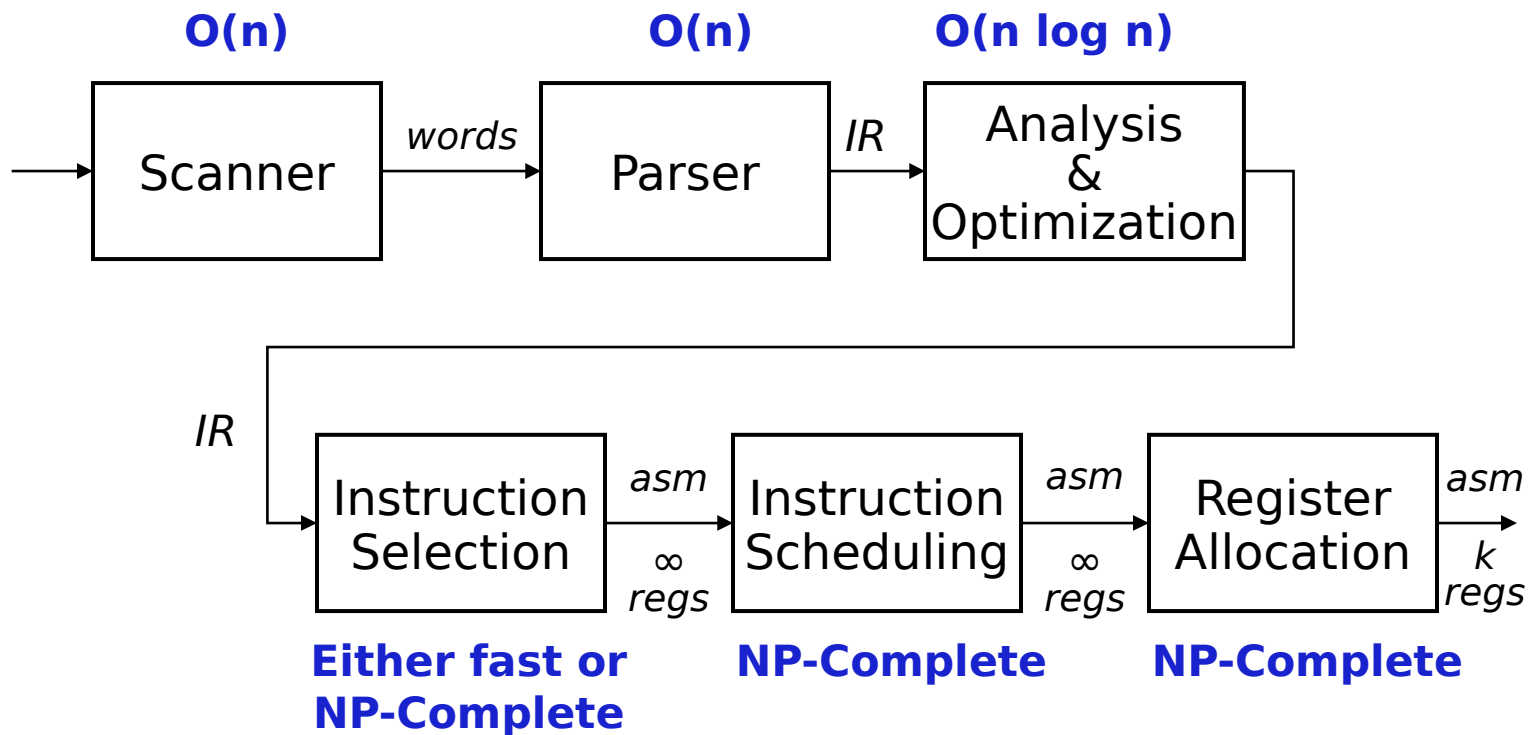 O(n)
O(n)
O(n log n)
Scanner
words
Parser
IR
Analysis
&
Optimization
IR
Instruction
Selection
asm
∞
regs
Instruction
Scheduling
asm
∞
regs
Register
Allocation
asm
k
regs
Either fast or
NP-Complete
NP-Complete
NP-Complete